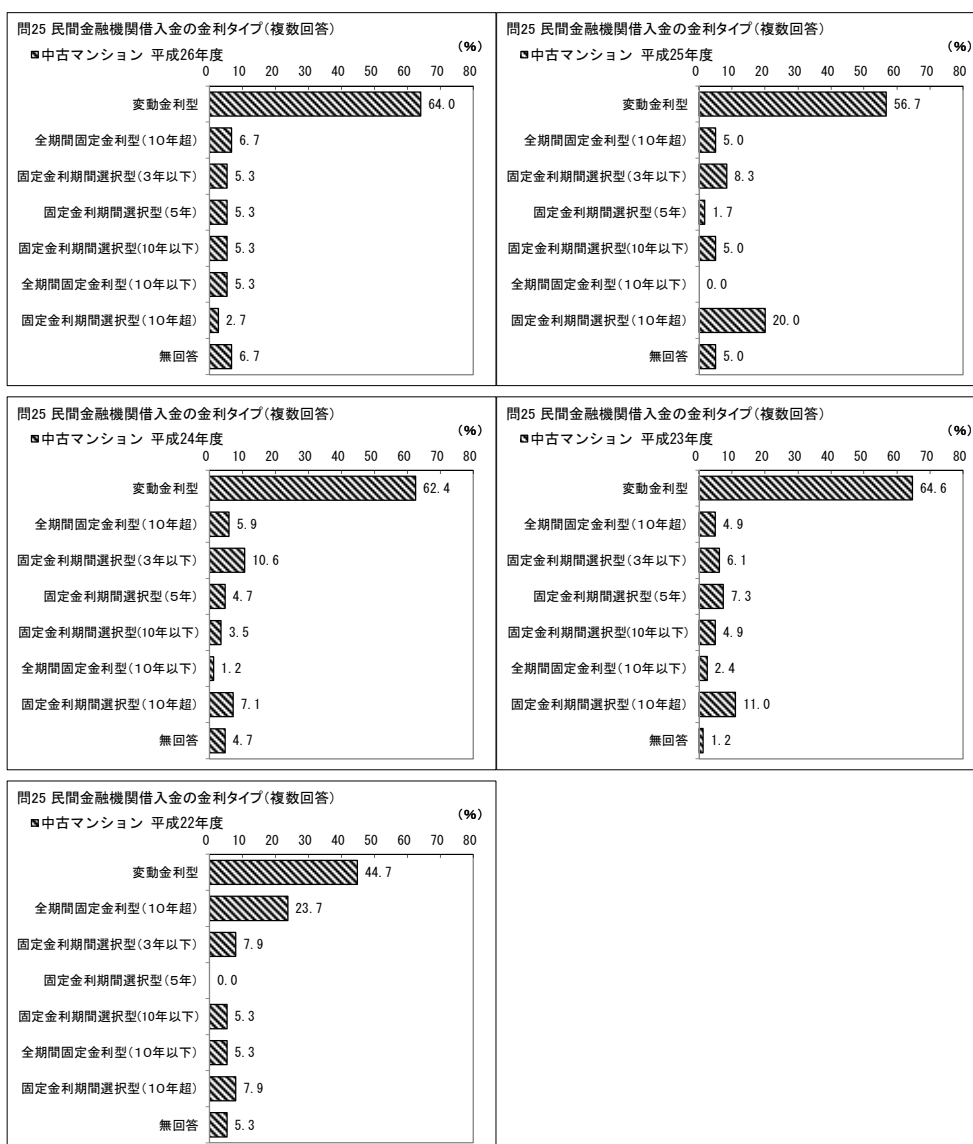 問25 民間金融機関借入金の金利タイプ(複数回答)
(%)
中古マンション 平成26年度
0 10 20 30 40 50 60 70 80
変動金利型 64.0
全期間固定金利型(10年超) 6.7
固定金利期間選択型(3年以下) 5.3
固定金利期間選択型(5年) 5.3
固定金利期間選択型(10年以下) 5.3
全期間固定金利型(10年以下) 5.3
固定金利期間選択型(10年超) 2.7
無回答 6.7
問25 民間金融機関借入金の金利タイプ(複数回答)
(%)
中古マンション 平成25年度
0 10 20 30 40 50 60 70 80
変動金利型 56.7
全期間固定金利型(10年超) 5.0
固定金利期間選択型(3年以下) 8.3
固定金利期間選択型(5年) 1.7
固定金利期間選択型(10年以下) 5.0
全期間固定金利型(10年以下) 0.0
固定金利期間選択型(10年超) 20.0
無回答 5.0
問25 民間金融機関借入金の金利タイプ(複数回答)
(%)
中古マンション 平成24年度
0 10 20 30 40 50 60 70 80
変動金利型 62.4
全期間固定金利型(10年超) 5.9
固定金利期間選択型(3年以下) 10.6
固定金利期間選択型(5年) 4.7
固定金利期間選択型(10年以下) 3.5
全期間固定金利型(10年以下) 1.2
固定金利期間選択型(10年超) 7.1
無回答 4.7
問25 民間金融機関借入金の金利タイプ(複数回答)
(%)
中古マンション 平成23年度
0 10 20 30 40 50 60 70 80
変動金利型 64.6
全期間固定金利型(10年超) 4.9
固定金利期間選択型(3年以下) 6.1
固定金利期間選択型(5年) 7.3
固定金利期間選択型(10年以下) 4.9
全期間固定金利型(10年以下) 2.4
固定金利期間選択型(10年超) 11.0
無回答 1.2
問25 民間金融機関借入金の金利タイプ(複数回答)
(%)
中古マンション 平成22年度
0 10 20 30 40 50 60 70 80
変動金利型 44.7
全期間固定金利型(10年超) 23.7
固定金利期間選択型(3年以下) 7.9
固定金利期間選択型(5年) 0.0
固定金利期間選択型(10年以下) 5.3
全期間固定金利型(10年以下) 5.3
固定金利期間選択型(10年超) 7.9
無回答 5.3